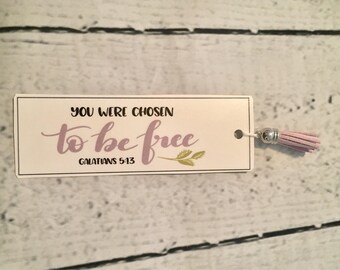 YOU WERE CHOSEN
to be free
GALATIANS 5:13